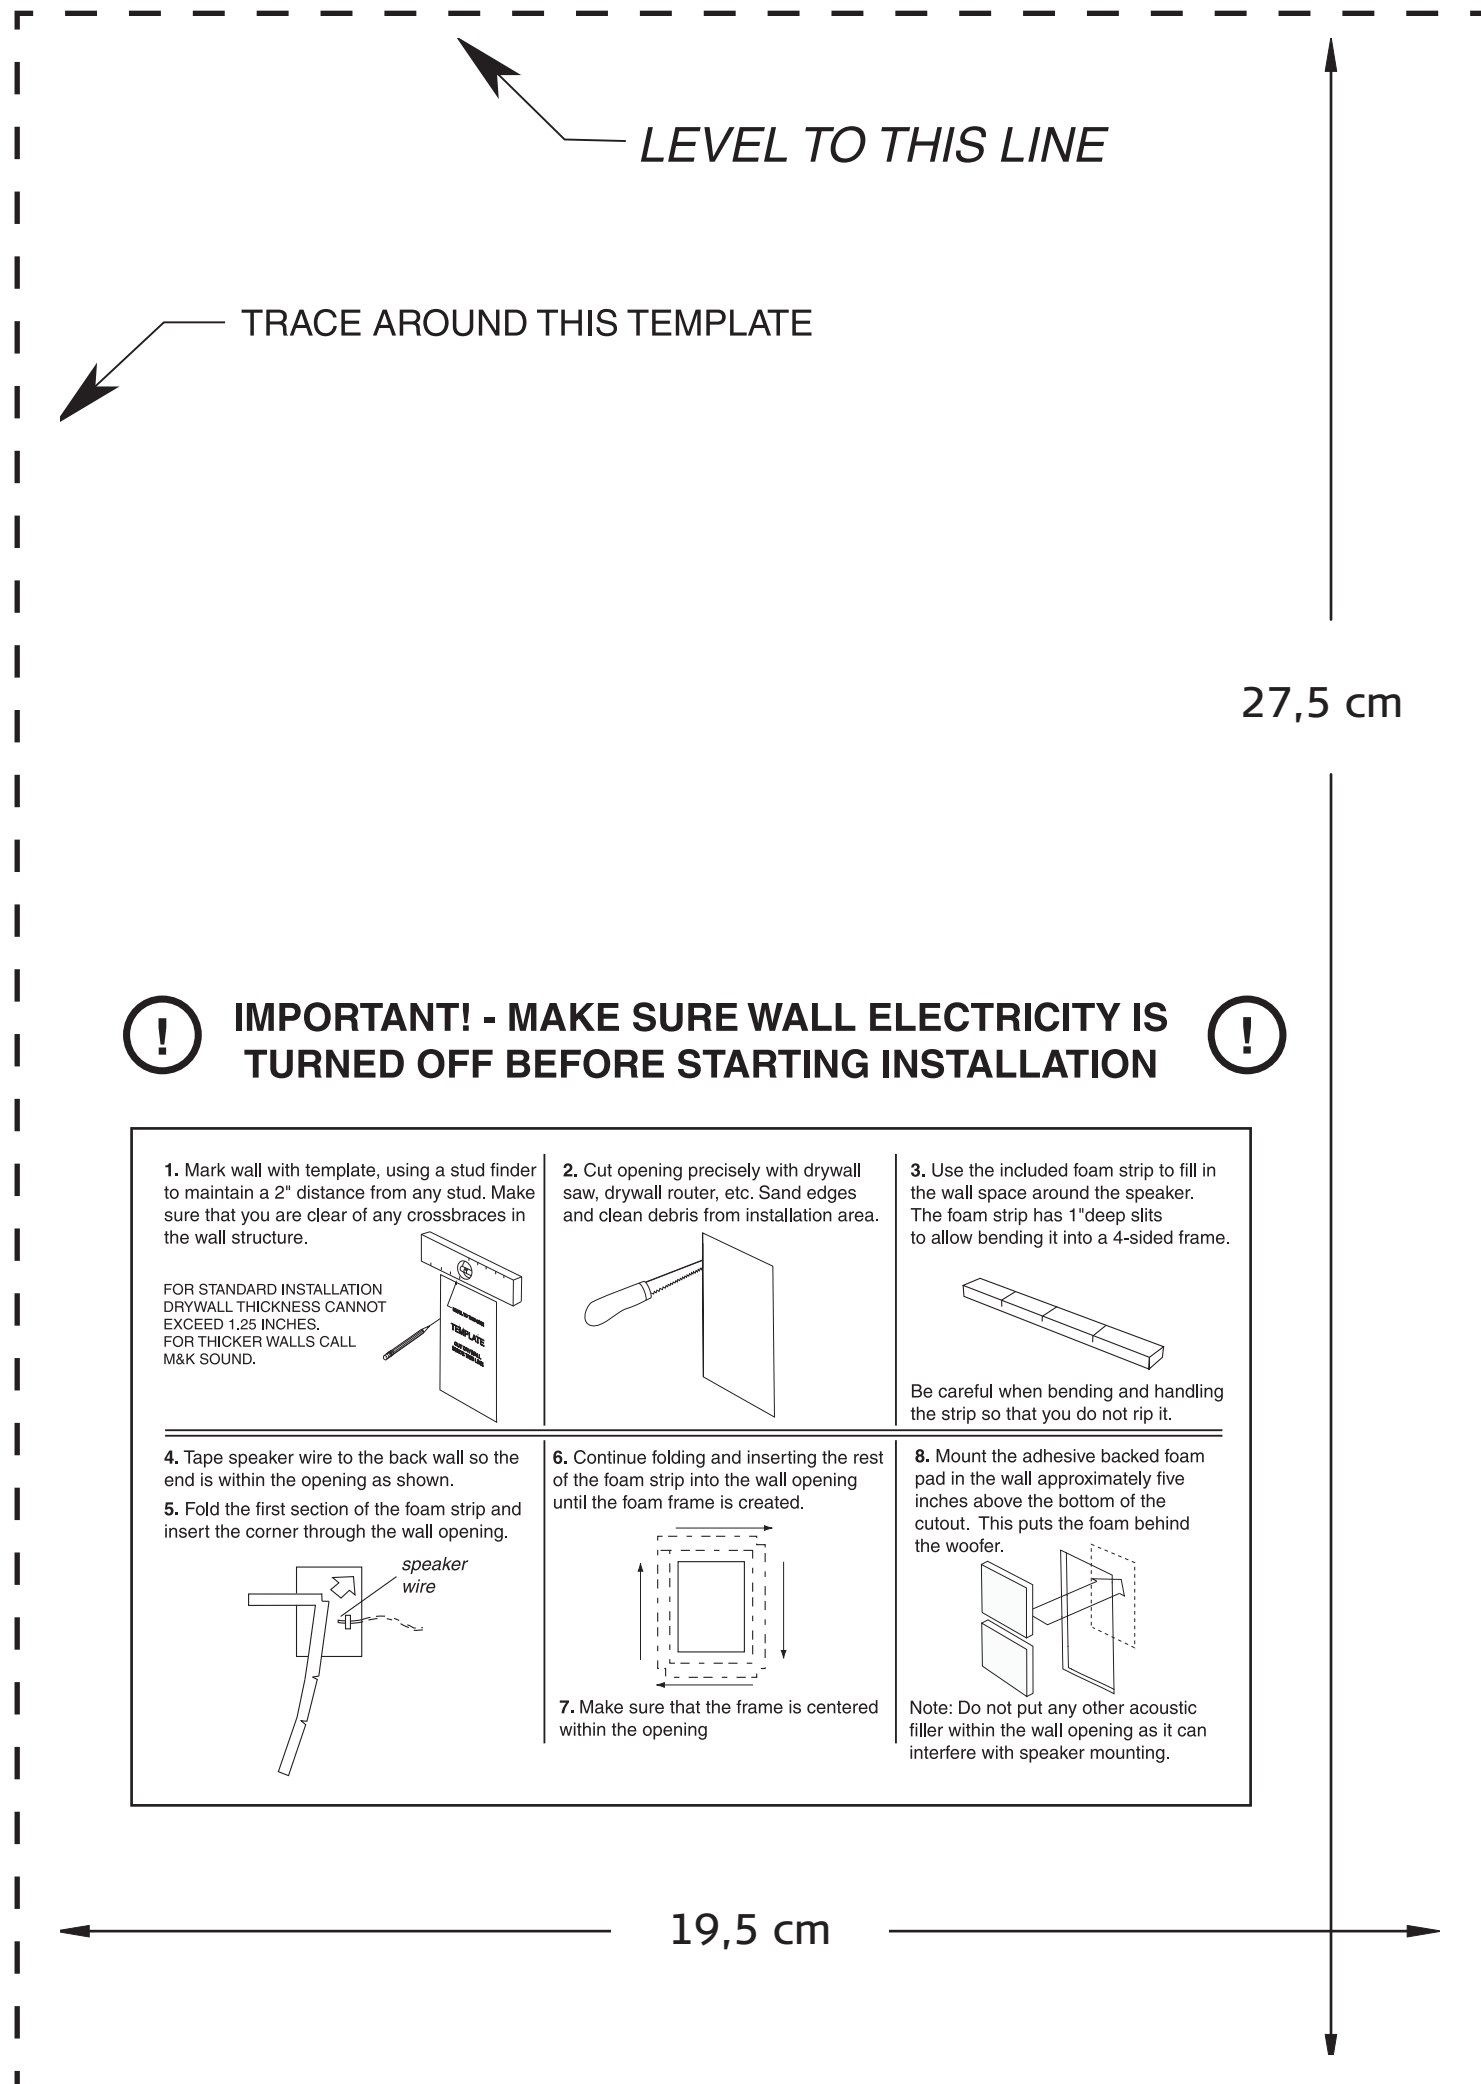 LEVEL TO THIS LINE
TRACE AROUND THIS TEMPLATE
27,5 cm
! IMPORTANT! - MAKE SURE WALL ELECTRICITY IS !
TURNED OFF BEFORE STARTING INSTALLATION
1. Mark wall with template, using a stud finder
to maintain a 2" distance from any stud. Make
sure that you are clear of any crossbraces in
the wall structure.
FOR STANDARD INSTALLATION
DRYWALL THICKNESS CANNOT
EXCEED 1.25 INCHES.
FOR THICKER WALLS CALL
M&K SOUND.
TEMPLATE
2. Cut opening precisely with drywall
saw, drywall router, etc. Sand edges
and clean debris from installation area.
3. Use the included foam strip to fill in
the wall space around the speaker.
The foam strip has 1"deep slits
to allow bending it into a 4-sided frame.
Be careful when bending and handling
the strip so that you do not rip it.
4. Tape speaker wire to the back wall so the
end is within the opening as shown.
5. Fold the first section of the foam strip and
insert the corner through the wall opening.
speaker
wire
6. Continue folding and inserting the rest
of the foam strip into the wall opening
until the foam frame is created.
7. Make sure that the frame is centered
within the opening
8. Mount the adhesive backed foam
pad in the wall approximately five
inches above the bottom of the
cutout. This puts the foam behind
the woofer.
Note: Do not put any other acoustic
filler within the wall opening as it can
interfere with speaker mounting.
19,5 cm